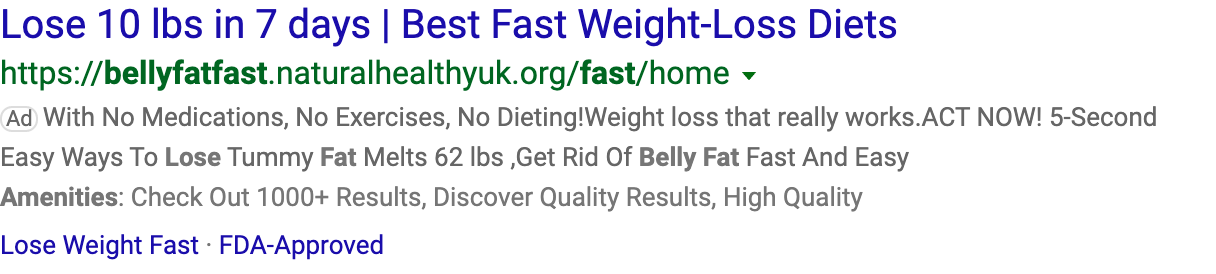 Lose 10 lbs in 7 days | Best Fast Weight-Loss Diets
https://bellyfatfast.naturalhealthyuk.org/fast/home
Ad With No Medications, No Exercises, No Dieting!Weight loss that really works.ACT NOW! 5-Second
Easy Ways To Lose Tummy Fat Melts 62 lbs ,Get Rid Of Belly Fat Fast And Easy
Amenities: Check Out 1000+ Results, Discover Quality Results, High Quality
Lose Weight Fast · FDA-Approved